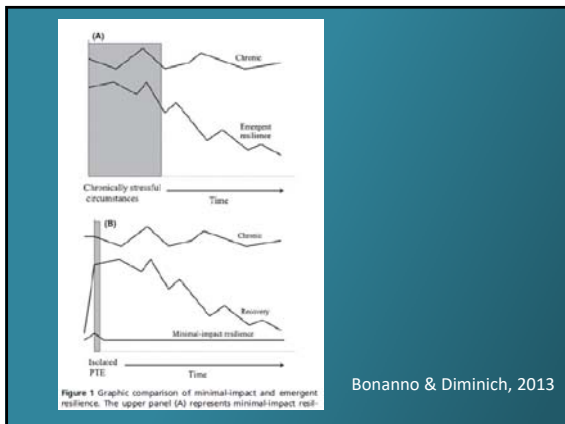 (A)
Chronic
Emergent
resilience
Chronically stressful
circumstances
Time
(B)
Chronic
Recovery
Minimal-impact resilience
Isolated
PTE
Time
Figure 1 Graphic comparison of minimal-impact and emergent
resilience. The upper panel (A) represents minimal-impact resil-
Bonanno & Diminich, 2013